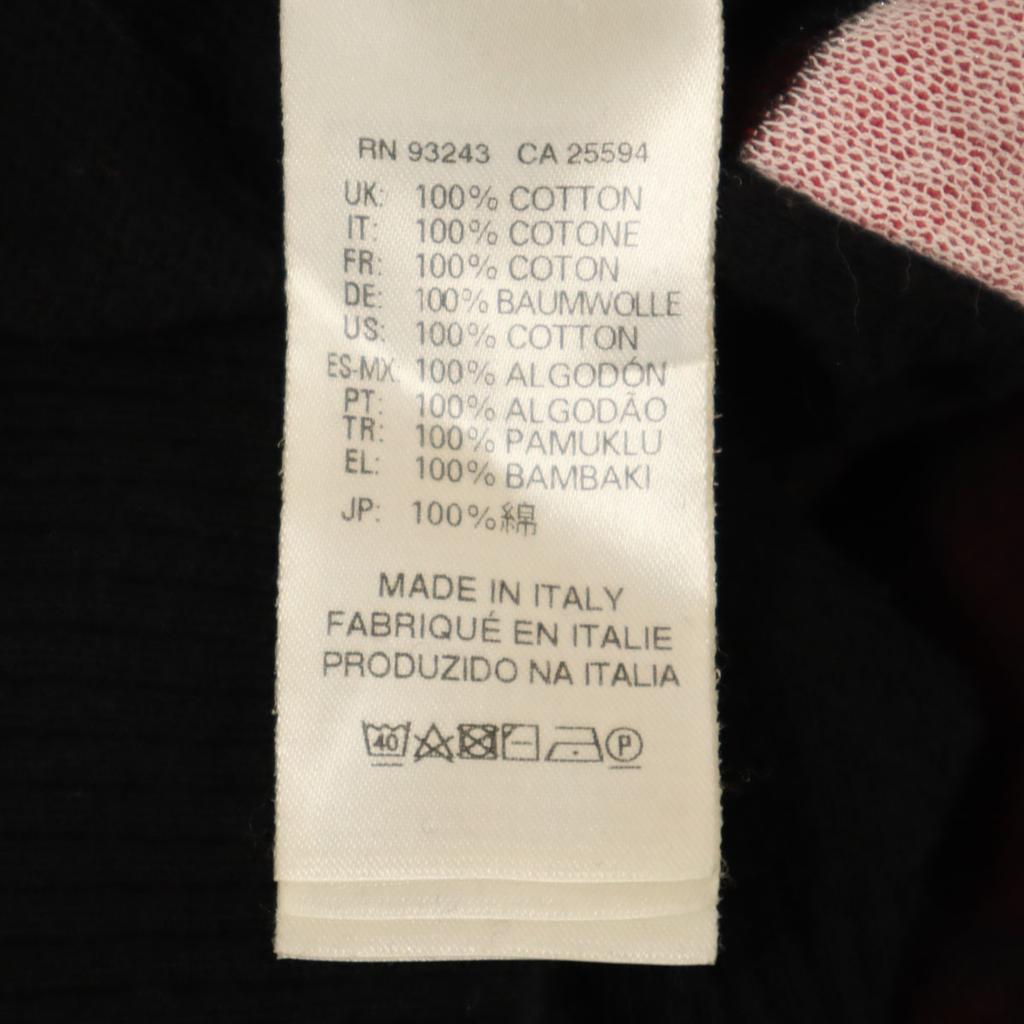 RN 93243 CA 25594
UK: 100% COTTON
IT: 100% COTONE
FR: 100% COTON
DE: 100% BAUMWOLLE
US: 100% COTTON
ES-MX: 100% ALGODÓN
PT: 100% ALGODÃO
TR: 100% PAMUKLU
EL: 100% BAMBAKI
JP: 100%綿
MADE IN ITALY
FABRIQUÉ EN ITALIE
PRODUZIDO NA ITALIA
40 P